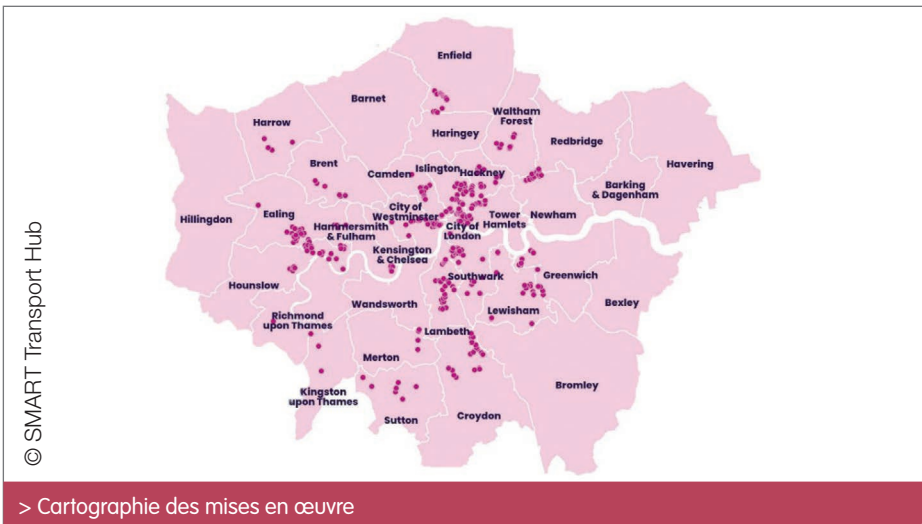 Enfield
Barnet
Harrow
Waltham
Forest
Haringey
Redbridge
Brent
Camden
Islington
Hackney
Havering
Barking
& Dagenham
Hillingdon
Ealing
City of
Westminster
Tower
Hamlets
Newham
Hammersmith
& Fulham
City of
London
Kensington
& Chelsea
Southwark
Greenwich
Hounslow
Wandsworth
Lewisham
Bexley
Richmond
upon Thames
Lambeth
Merton
Kingston
upon Thames
Sutton
Croydon
Bromley
© SMART Transport Hub
> Cartographie des mises en œuvre